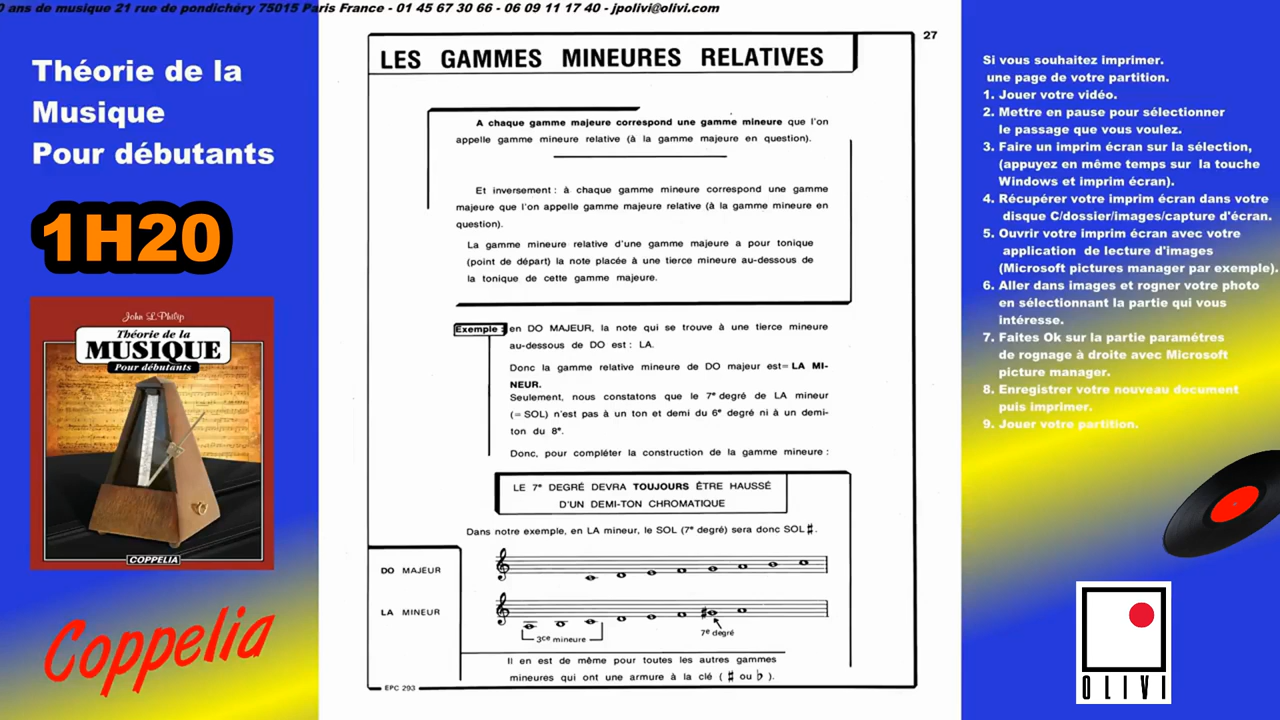 0 ans de musique 21 rue de pondichéry 75015 Paris France - 01 45 67 30 66 - 06 09 11 17 40 - jpolivi@olivi.com
Théorie de la
Musique
Pour débutants
1H20
John L. Philip
Théorie de la
MUSIQUE
Pour débutants
COPPELIA
Coppelia
27
LES GAMMES MINEURES RELATIVES
A chaque gamme majeure correspond une gamme mineure que l'on
appelle gamme mineure relative (à la gamme majeure en question).
Et inversement : à chaque gamme mineure correspond une gamme
majeure que l'on appelle gamme majeure relative (à la gamme mineure en
question).
La gamme mineure relative d'une gamme majeure a pour tonique
(point de départ) la note placée à une tierce mineure au-dessous de
la tonique de cette gamme majeure.
Exemple : en DO MAJEUR, la note qui se trouve à une tierce mineure
au-dessous de DO est : LA.
Donc la gamme relative mineure de DO majeur est= LA MI-
NEUR.
Seulement, nous constatons que le 7e degré de LA mineur
(= SOL) n'est pas à un ton et demi du 6e degré ni à un demi-
ton du 8e.
Donc, pour compléter la construction de la gamme mineure :
LE 7e DEGRÉ DEVRA TOUJOURS ÊTRE HAUSSÉ
D'UN DEMI-TON CHROMATIQUE
Dans notre exemple, en LA mineur, le SOL (7e degré) sera donc SOL ♯.
DO MAJEUR
LA MINEUR
3ce mineure
7e degré
Il en est de même pour toutes les autres gammes
mineures qui ont une armure à la clé ( ♯ ou ♭ ).
EPC 293
Si vous souhaitez imprimer.
une page de votre partition.
1. Jouer votre vidéo.
2. Mettre en pause pour sélectionner
le passage que vous voulez.
3. Faire un imprim écran sur la sélection,
(appuyez en même temps sur la touche
Windows et imprim écran).
4. Récupérer votre imprim écran dans votre
disque C/dossier/images/capture d'écran.
5. Ouvrir votre imprim écran avec votre
application de lecture d'images
(Microsoft pictures manager par exemple).
6. Aller dans images et rogner votre photo
en sélectionnant la partie qui vous
intéresse.
7. Faites Ok sur la partie paramétres
de rognage à droite avec Microsoft
picture manager.
8. Enregistrer votre nouveau document
puis imprimer.
9. Jouer votre partition.
OLIVI